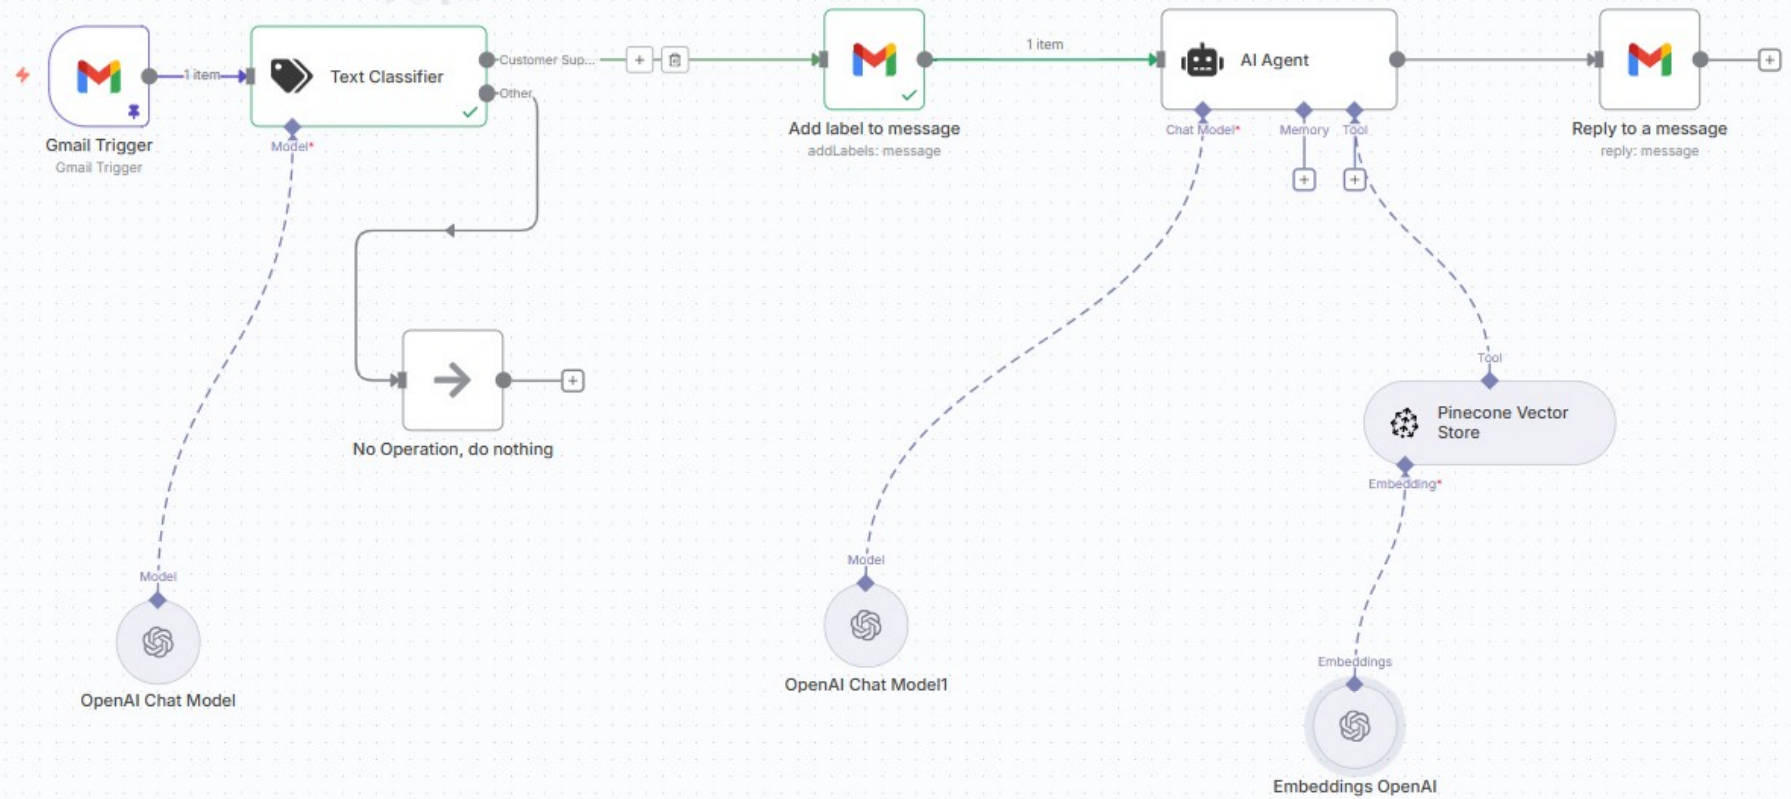 1 item
Gmail Trigger
Gmail Trigger
Text Classifier
Model*
Customer Sup...
Other
Add label to message
addLabels: message
1 item
AI Agent
Chat Model*
Memory
Tool
Reply to a message
reply: message
No Operation, do nothing
Tool
Pinecone Vector
Store
Embedding*
Model
OpenAI Chat Model
Model
OpenAI Chat Model1
Embeddings
Embeddings OpenAI